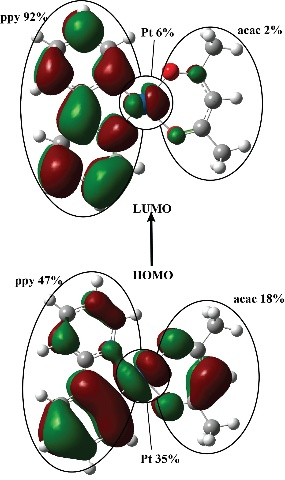 ppy 92%
Pt 6%
acac 2%
LUMO
HOMO
ppy 47%
acac 18%
Pt 35%